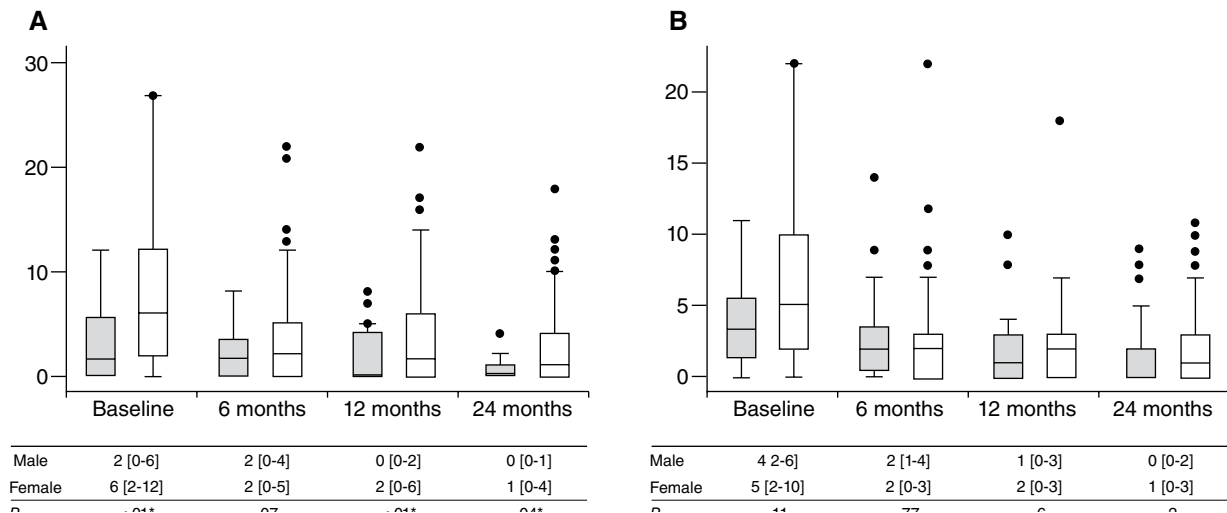 A
30
20
10
0
Baseline 6 months 12 months 24 months
Male 2 [0-6] 2 [0-4] 0 [0-2] 0 [0-1]
Female 6 [2-12] 2 [0-5] 2 [0-6] 1 [0-4]
B
20
15
10
5
0
Baseline 6 months 12 months 24 months
Male 4 2-6] 2 [1-4] 1 [0-3] 0 [0-2]
Female 5 [2-10] 2 [0-3] 2 [0-3] 1 [0-3]